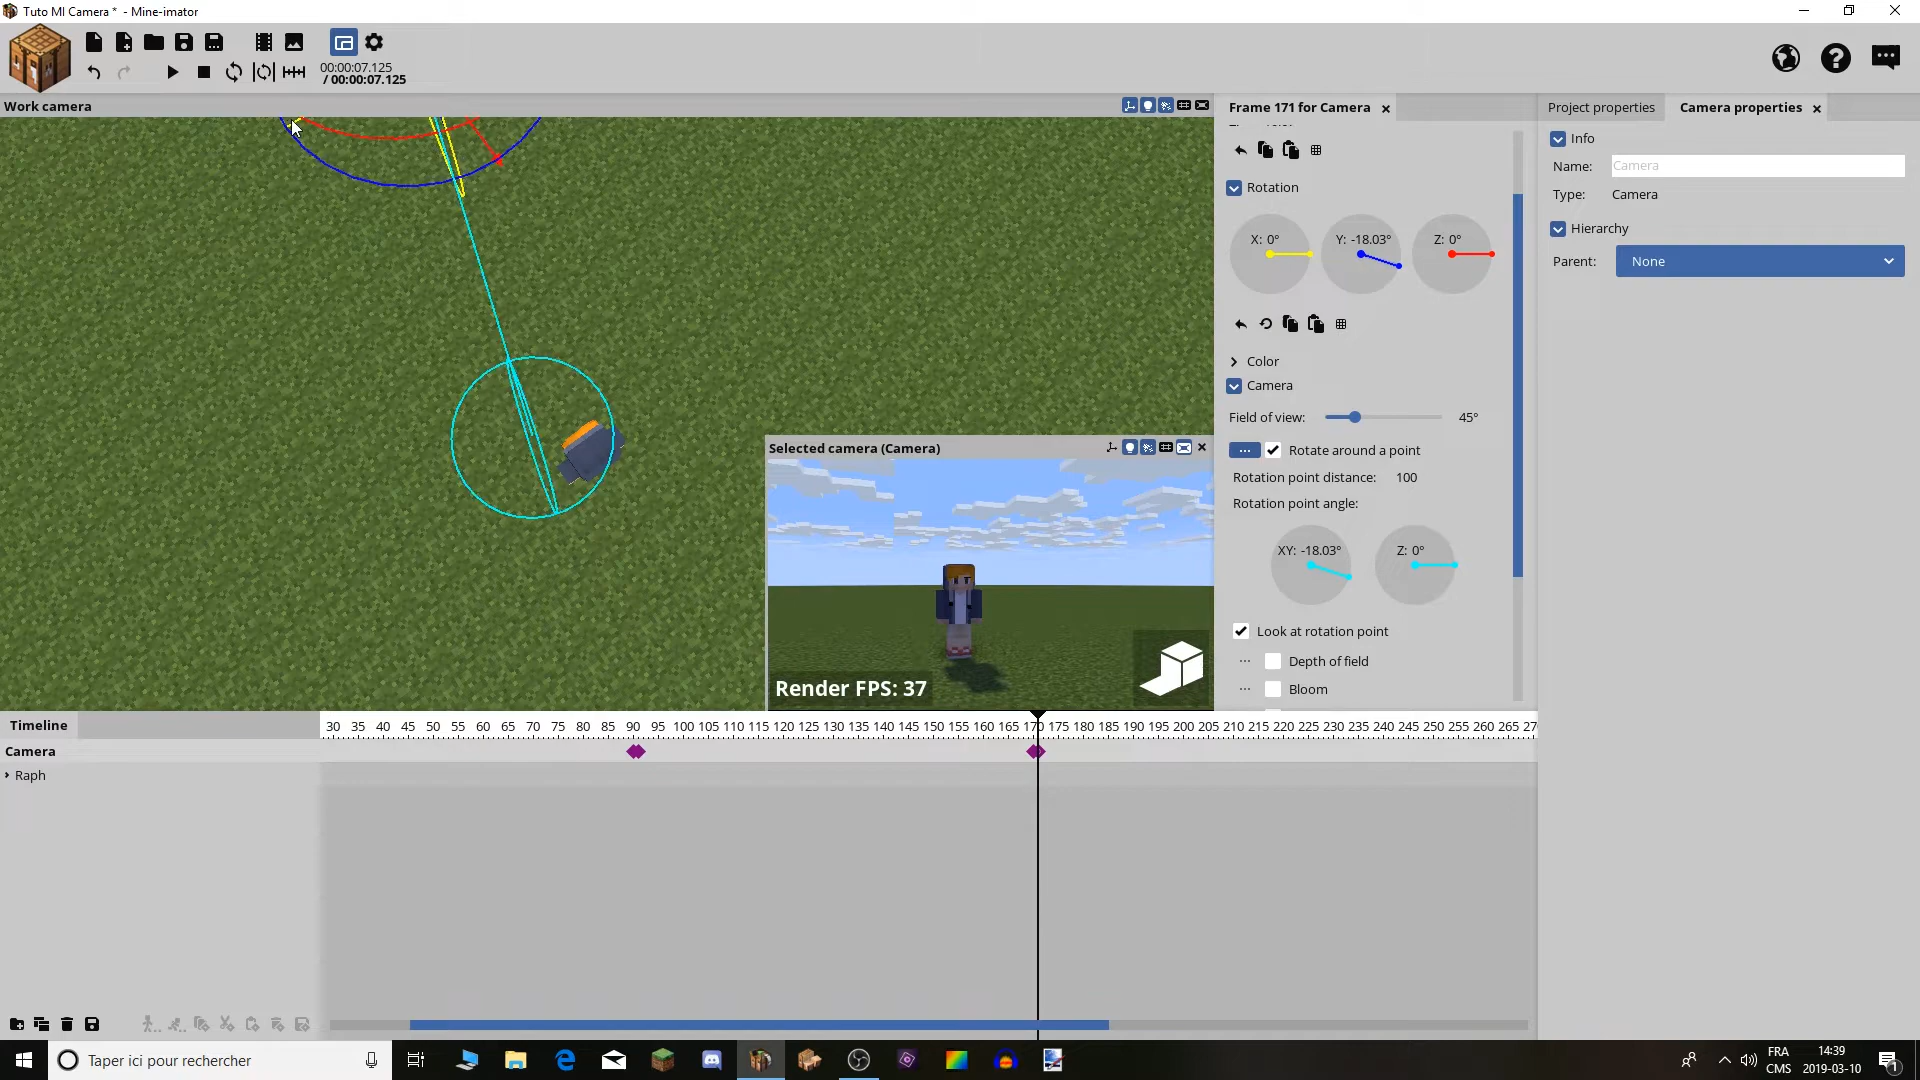 Tuto MI Camera * - Mine-imator
00:00:07.125
/ 00:00:07.125
Work camera
Frame 171 for Camera
Rotation
X: 0°
Y: -18.03°
Z: 0°
Color
Camera
Field of view:
45°
Rotate around a point
Rotation point distance: 100
Rotation point angle:
XY: -18.03°
Z: 0°
Look at rotation point
Depth of field
Bloom
Project properties
Camera properties
Info
Name: Camera
Type: Camera
Hierarchy
Parent: None
Selected camera (Camera)
Render FPS: 37
Timeline
30 35 40 45 50 55 60 65 70 75 80 85 90 95 100 105 110 115 120 125 130 135 140 145 150 155 160 165 170 175 180 185 190 195 200 205 210 215 220 225 230 235 240 245 250 255 260 265 27
Camera
Raph
Taper ici pour rechercher
FRA
CMS
14:39
2019-03-10
1